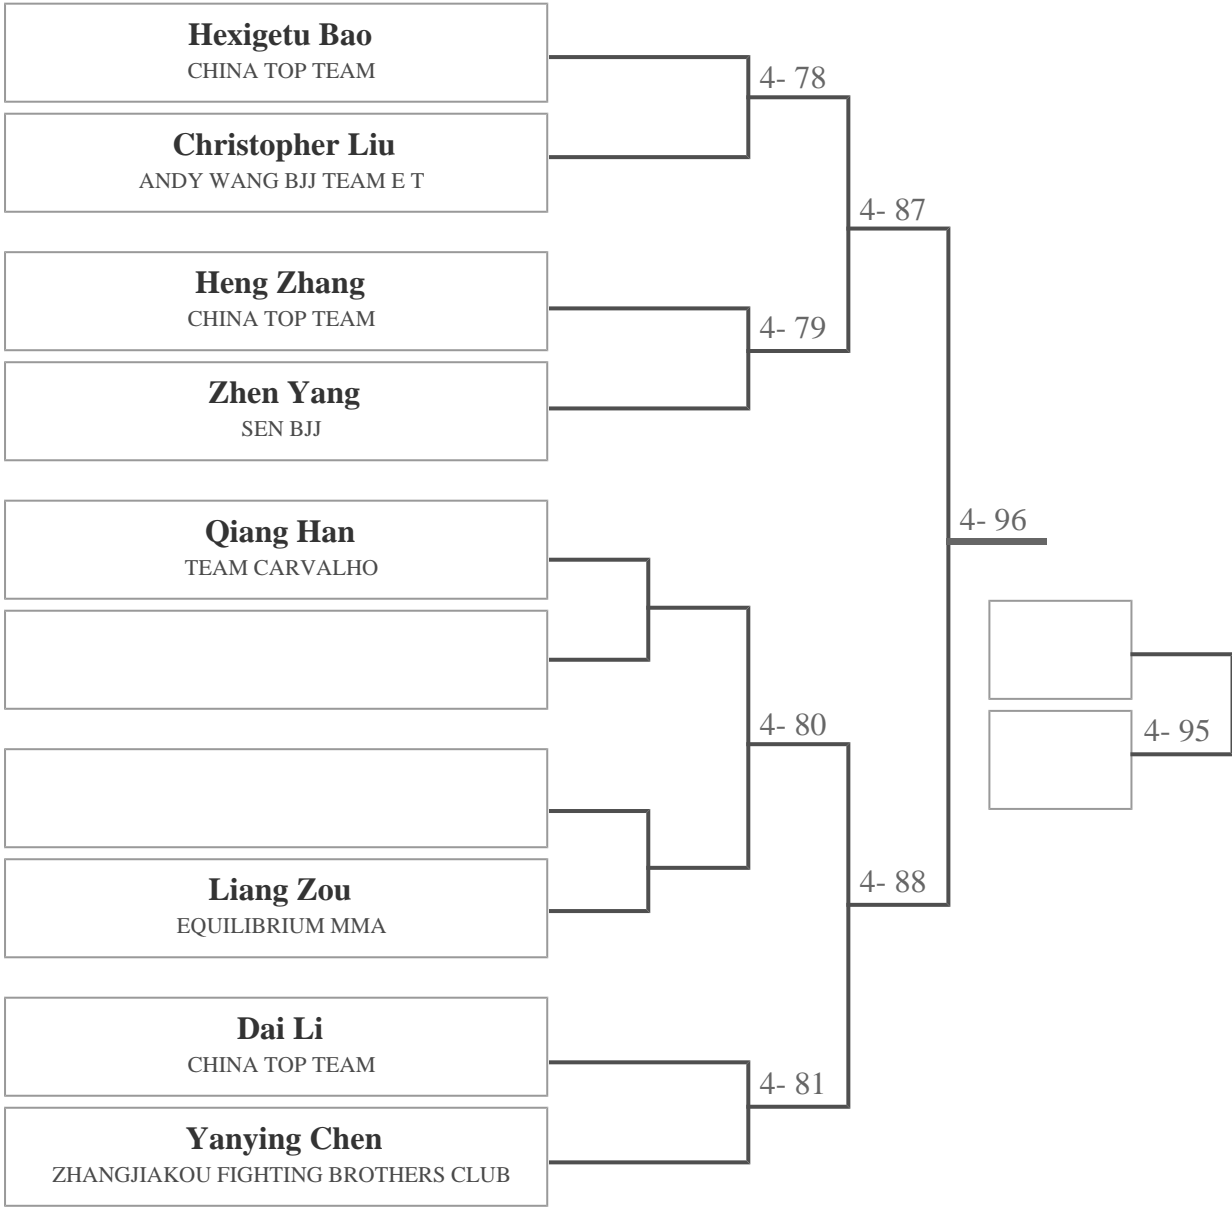 Hexigetu Bao
CHINA TOP TEAM
4- 78
Christopher Liu
ANDY WANG BJJ TEAM E T
4- 87
Heng Zhang
CHINA TOP TEAM
4- 79
Zhen Yang
SEN BJJ
Qiang Han
TEAM CARVALHO
4- 96
4- 80
4- 95
Liang Zou
EQUILIBRIUM MMA
4- 88
Dai Li
CHINA TOP TEAM
4- 81
Yanying Chen
ZHANGJIAKOU FIGHTING BROTHERS CLUB